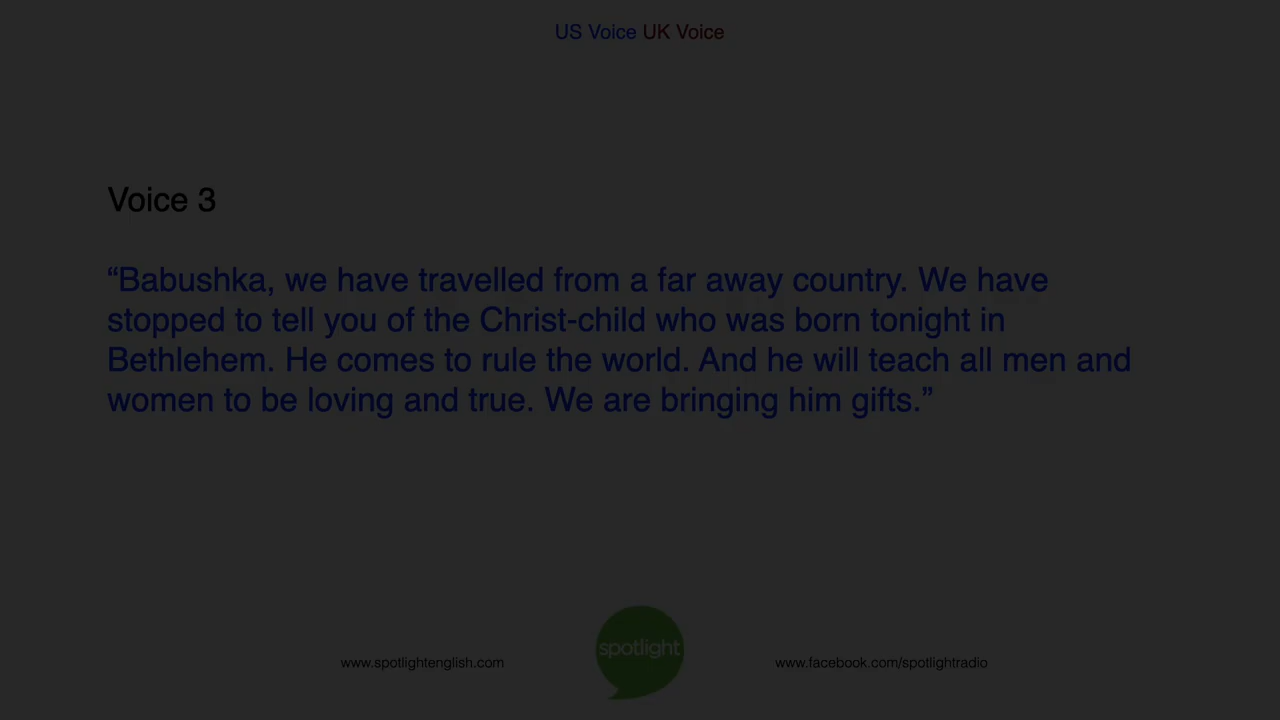 US Voice UK Voice
Voice 3
“Babushka, we have travelled from a far away country. We have
stopped to tell you of the Christ-child who was born tonight in
Bethlehem. He comes to rule the world. And he will teach all men and
women to be loving and true. We are bringing him gifts.”
spotlight
www.spotlightenglish.com
www.facebook.com/spotlightradio